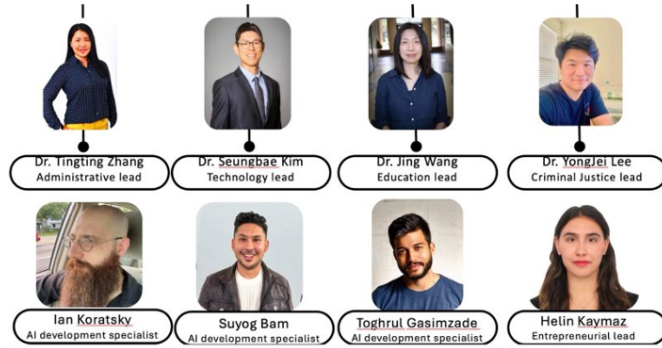 Dr. Tingting Zhang
Administrative lead
Dr. Seungbae Kim
Technology lead
Dr. Jing Wang
Education lead
Dr. YongJei Lee
Criminal Justice lead
Ian Koratsky
AI development specialist
Suyog Bam
AI development specialist
Toghrul Gasimzade
AI development specialist
Helin Kaymaz
Entrepreneurial lead